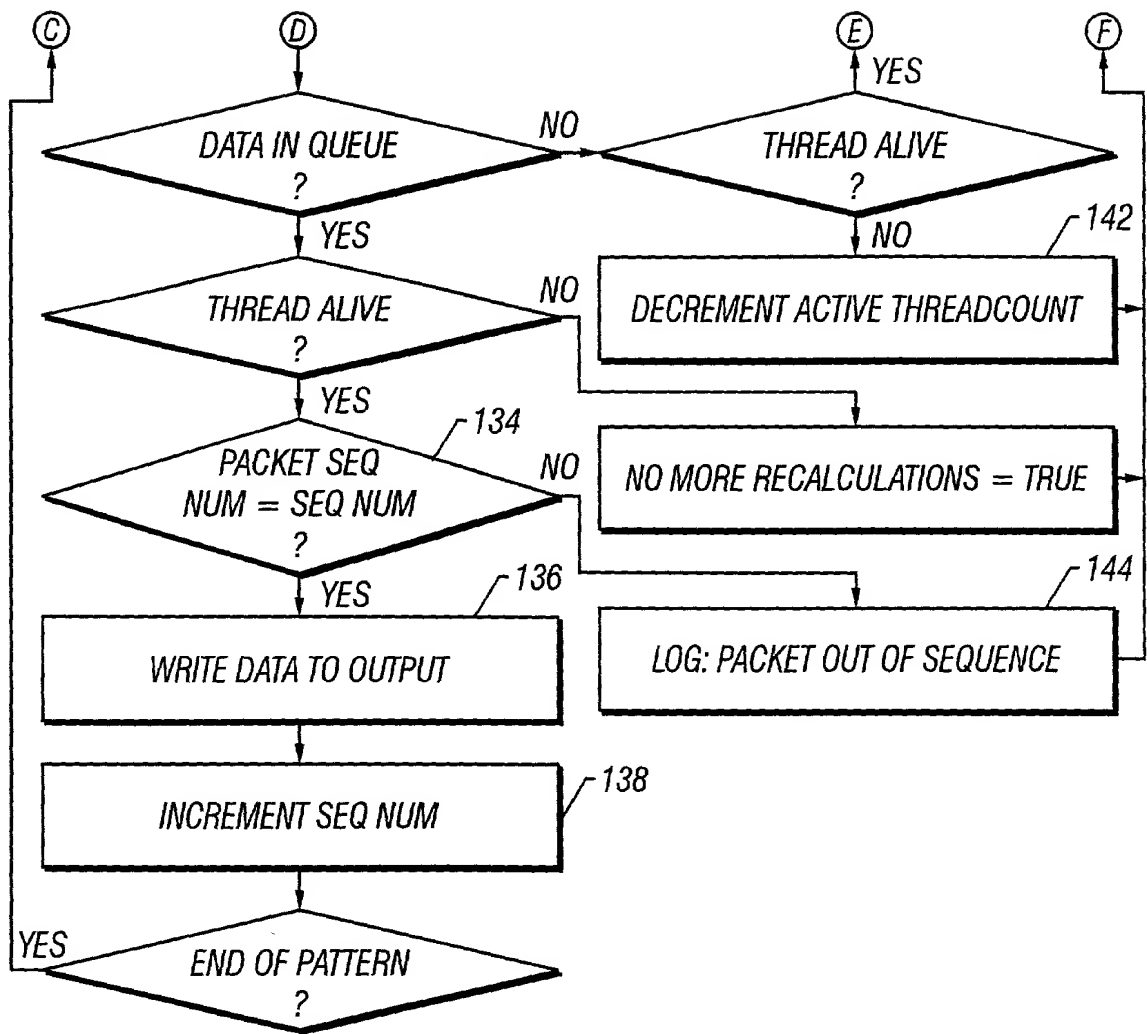 C
D
E
F
YES
DATA IN QUEUE
?
NO
THREAD ALIVE
?
YES
NO
142
THREAD ALIVE
?
NO
DECREMENT ACTIVE THREADCOUNT
YES
134
PACKET SEQ
NUM = SEQ NUM
?
NO
NO MORE RECALCULATIONS = TRUE
YES
136
144
WRITE DATA TO OUTPUT
LOG: PACKET OUT OF SEQUENCE
138
INCREMENT SEQ NUM
YES
END OF PATTERN
?